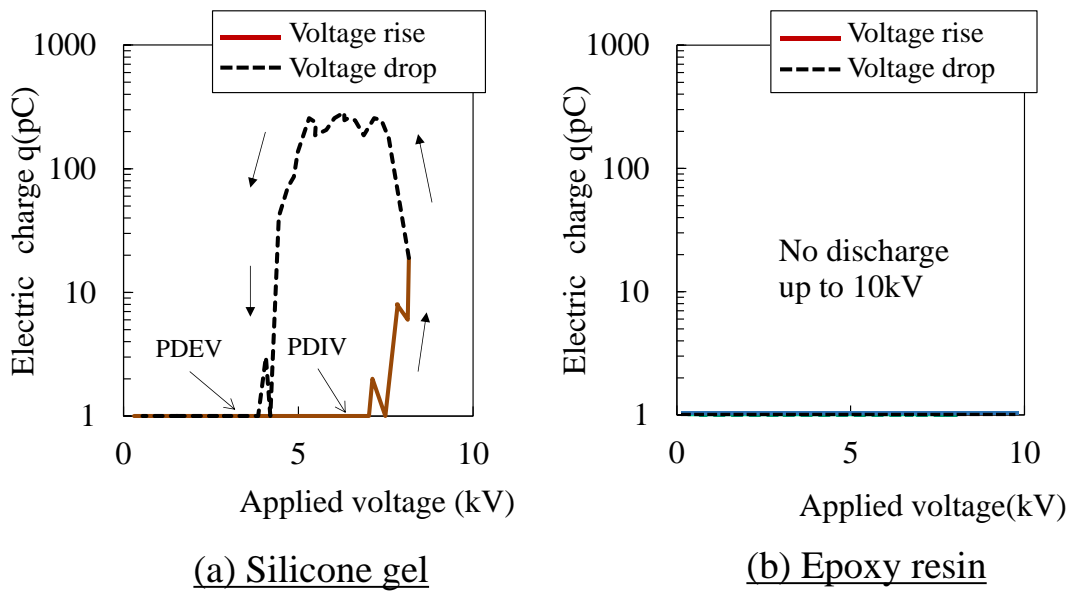 Voltage rise
Voltage drop
1000
100
10
1
Electric charge q(pC)
PDEV
PDIV
0
5
10
Applied voltage (kV)
(a) Silicone gel
Voltage rise
Voltage drop
1000
100
10
1
Electric charge q(pC)
No discharge
up to 10kV
0
5
10
Applied voltage(kV)
(b) Epoxy resin